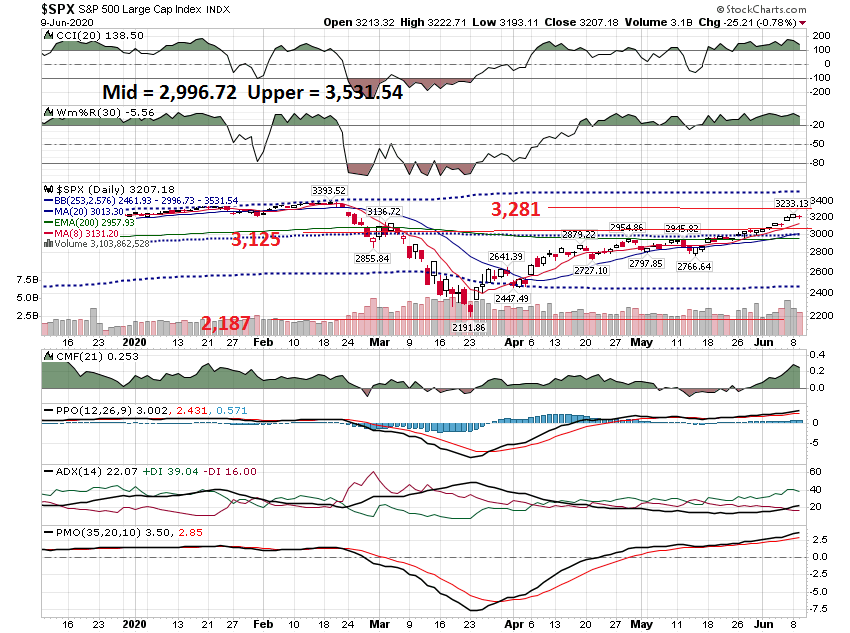 $SPX S&P 500 Large Cap Index INDX © StockCharts.com
9-Jun-2020 Open 3213.32 High 3222.71 Low 3193.11 Close 3207.18 Volume 3.1B Chg -25.21 (-0.78%)
CCI(20) 138.50
200
100
0
-100
-200
Mid = 2,996.72 Upper = 3,531.54
Wm%R(30) -5.56
-20
-50
-80
$SPX (Daily) 3207.18
BB(253,2.576) 2461.93 - 2996.73 - 3531.54
MA(20) 3013.30
EMA(200) 2957.93
MA(8) 3131.20
Volume 3,103,862,528
3393.52
3136.72
3,281
3233.13
3,125
2855.84
2641.39
2447.49
2191.86
2879.22
2727.10
2954.86
2797.85
2945.82
2766.64
2,187
3400
3200
3000
2800
2600
2400
2200
7.5B
5.0B
2.5B
16 23 2020 13 21 27 Feb 10 18 24 Mar 9 16 23 Apr 13 20 27 May 11 18 26 Jun 8
CMF(21) 0.253
0.4
0.2
0.0
PPO(12,26,9) 3.002, 2.431, 0.571
0
-5
ADX(14) 22.07 +DI 39.04 -DI 16.00
60
40
20
PMO(35,20,10) 3.50, 2.85
2.5
0.0
-2.5
-5.0
-7.5
16 23 2020 13 21 27 Feb 10 18 24 Mar 9 16 23 Apr 13 20 27 May 11 18 26 Jun 8